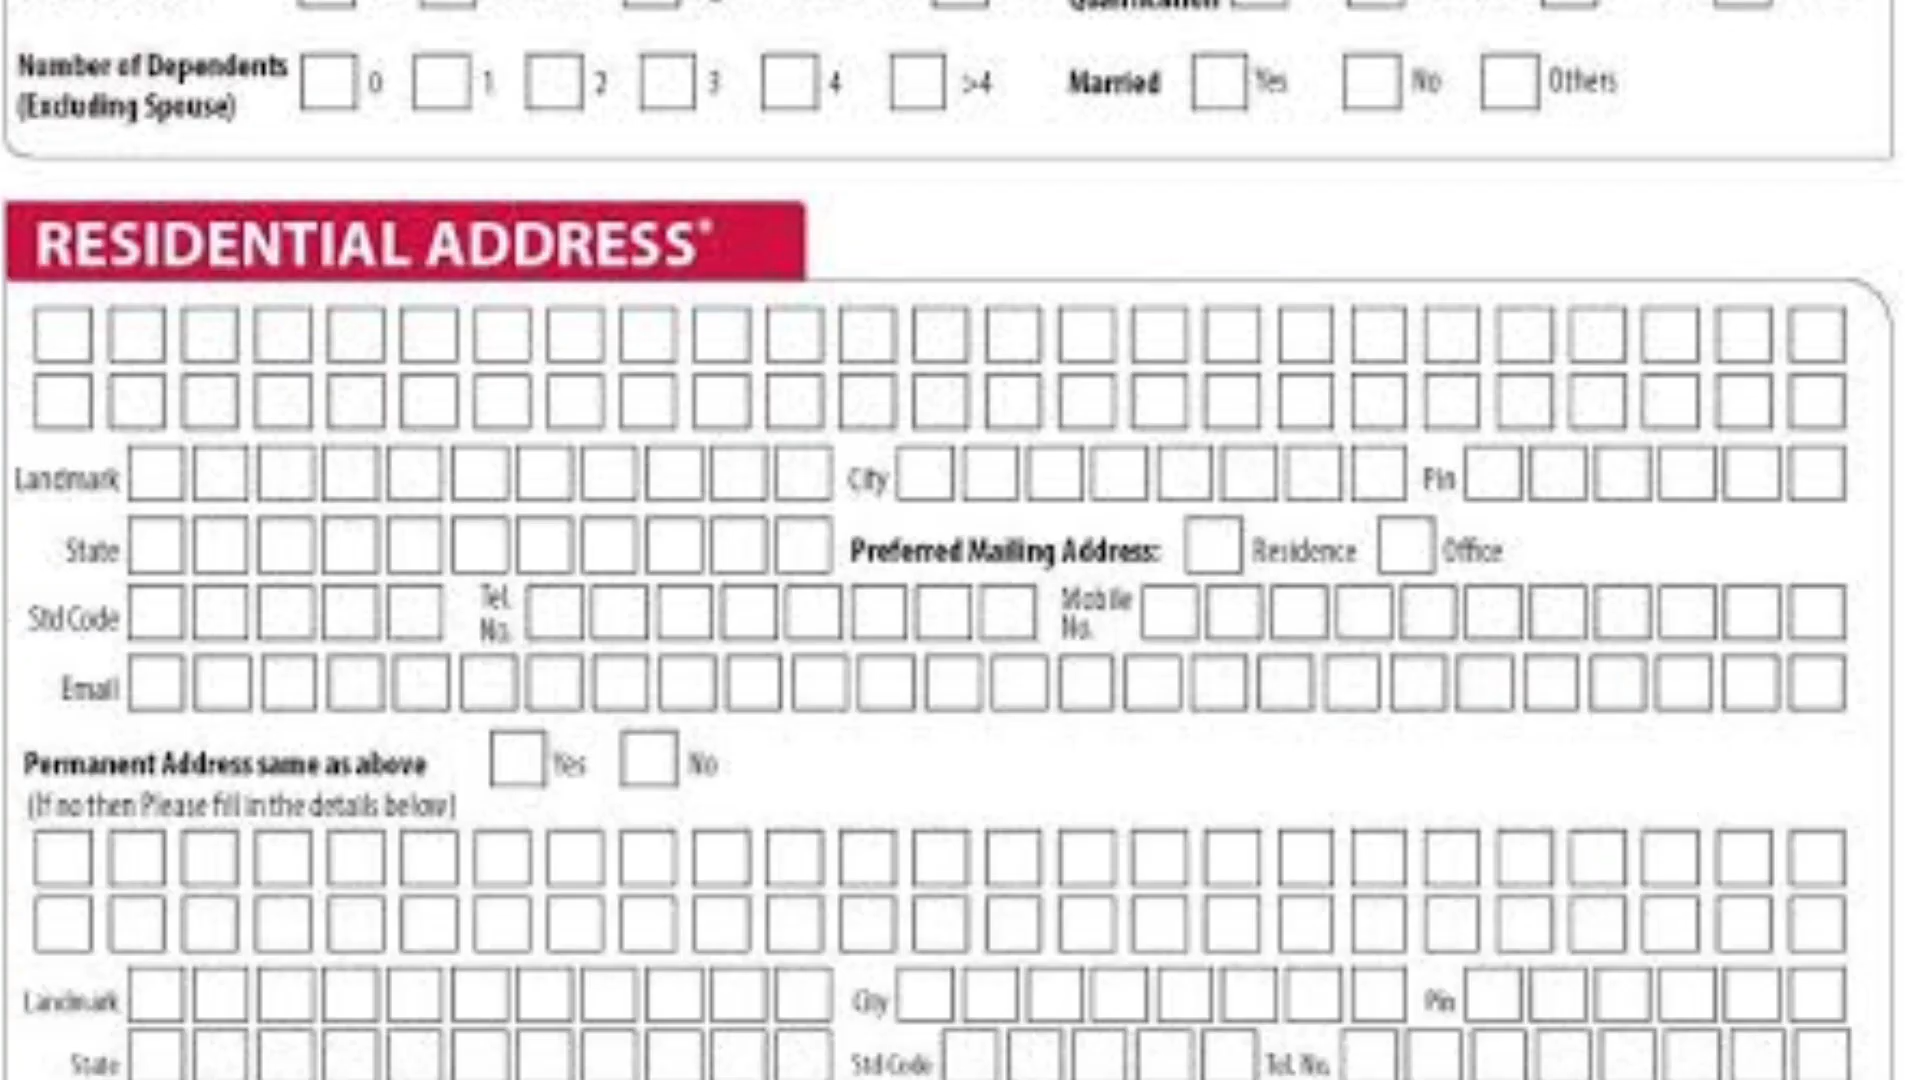 Qualification
Number of Dependents 0 1 2 3 4 >4 Married Yes No Others
(Excluding Spouse)
RESIDENTIAL ADDRESS*
Landmark City Pin
State Preferred Mailing Address: Residence Office
Std Code Tel. No. Mobile No.
Email
Permanent Address same as above Yes No
(If no then Please fill in the details below)
Landmark City Pin
State Std Code Tel. No.